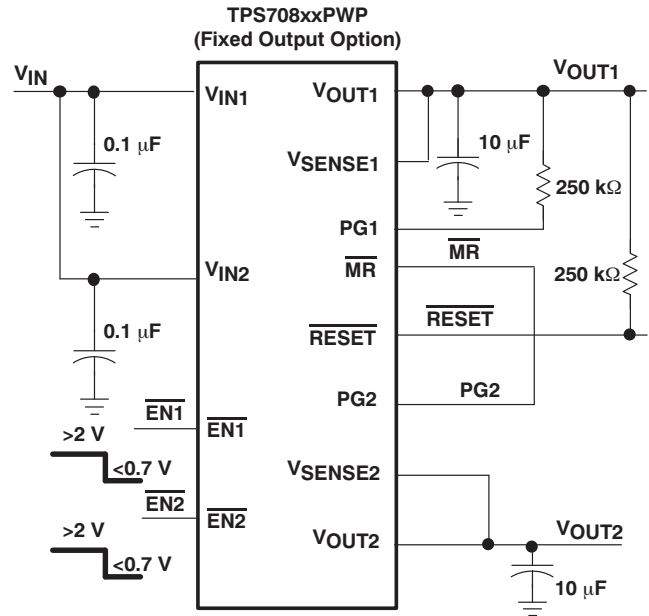 TPS708xxPWP
(Fixed Output Option)
VIN
VIN1
VOUT1
VOUT1
0.1 µF
10 µF
VSENSE1
250 kΩ
PG1
MR
MR
VIN2
250 kΩ
0.1 µF
RESET
RESET
PG2
PG2
EN1
EN1
>2 V
<0.7 V
VSENSE2
EN2
EN2
>2 V
<0.7 V
VOUT2
VOUT2
10 µF